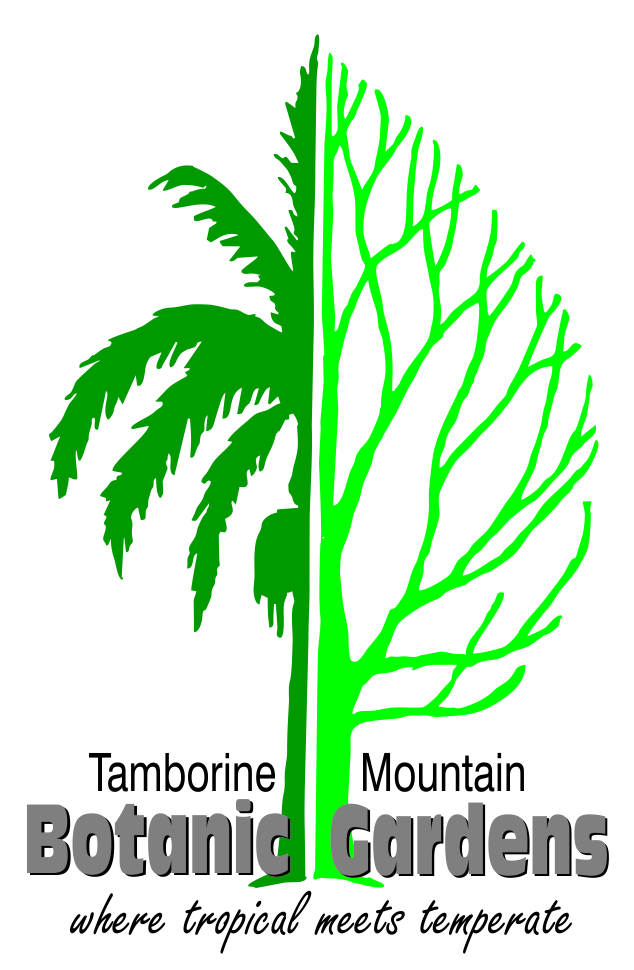 Tamborine Mountain
Botanic Gardens
where tropical meets temperate